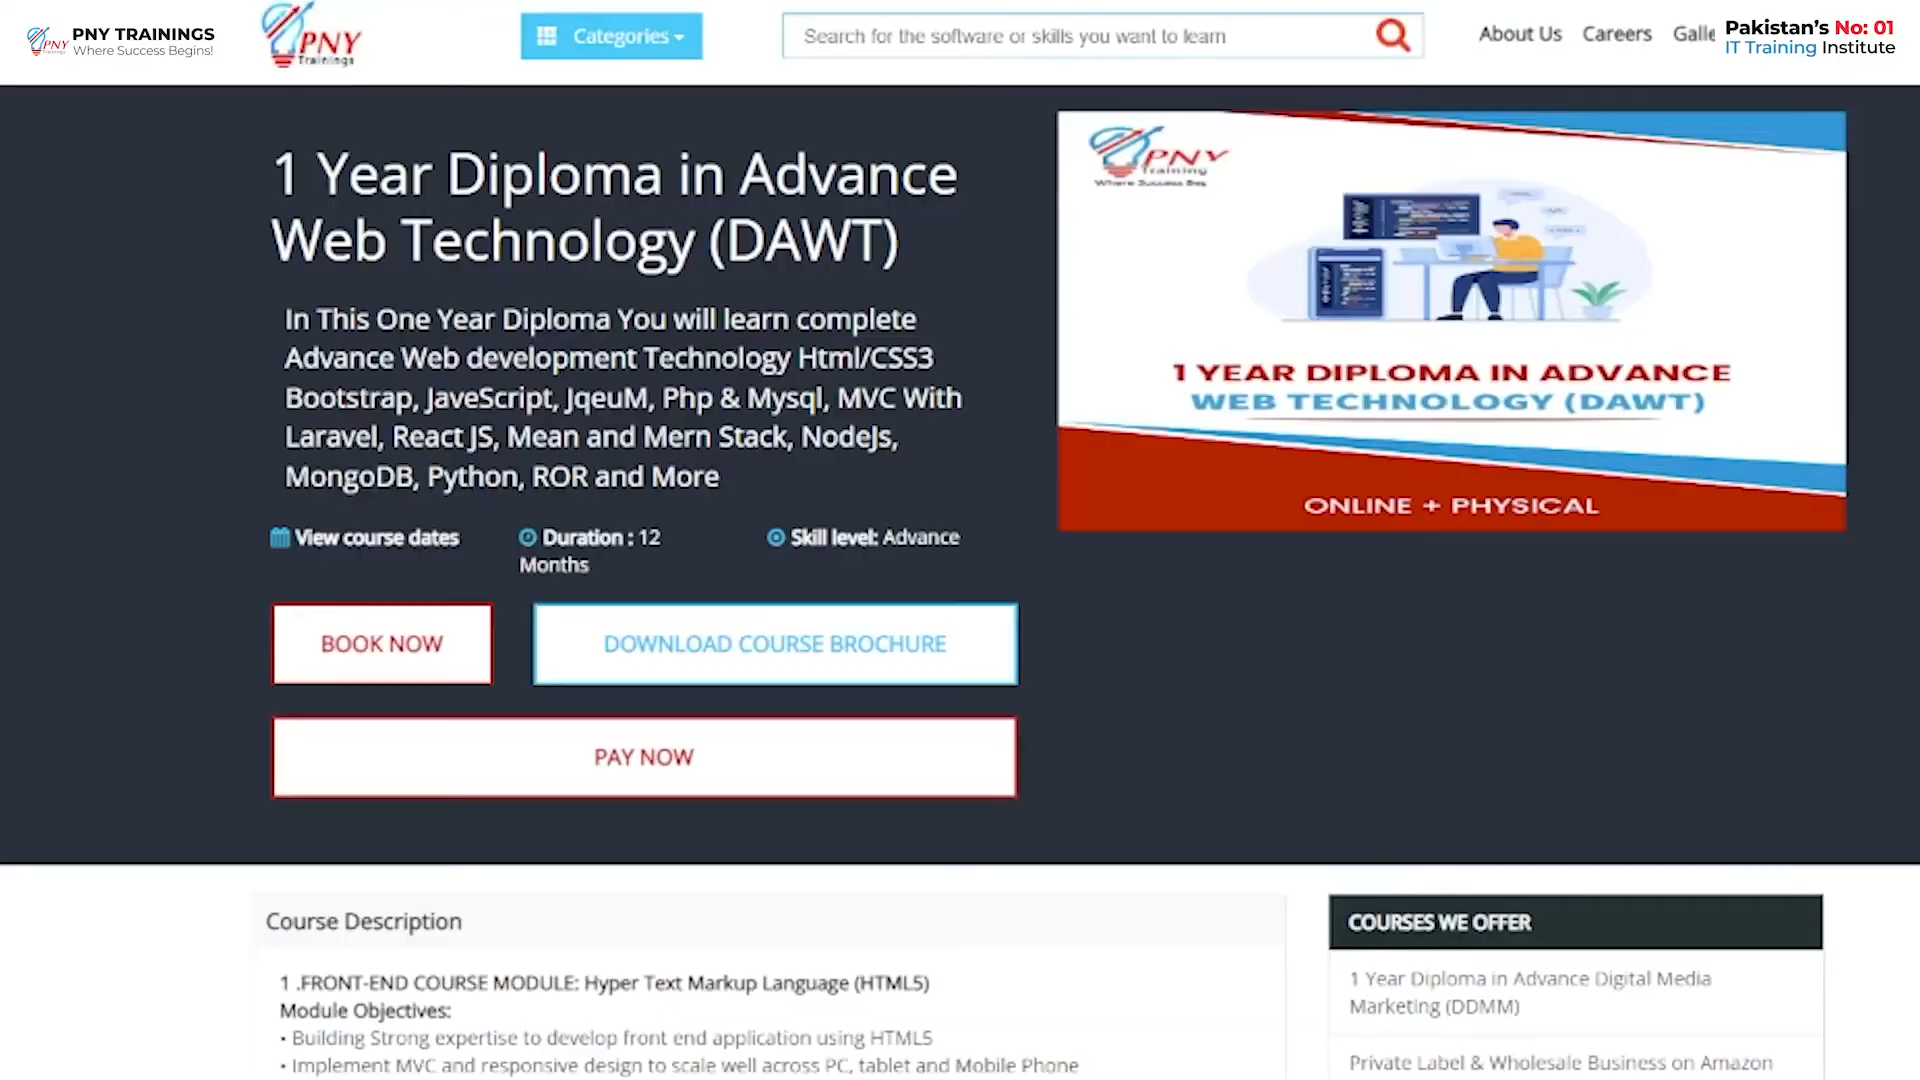 PNY TRAININGS
Where Success Begins!
PNY
Trainings
Categories
Search for the software or skills you want to learn
About Us Careers Galle
Pakistan's No: 01
IT Training Institute
1 Year Diploma in Advance
Web Technology (DAWT)
In This One Year Diploma You will learn complete
Advance Web development Technology Html/CSS3
Bootstrap, JaveScript, JqeuM, Php & Mysql, MVC With
Laravel, React JS, Mean and Mern Stack, NodeJs,
MongoDB, Python, ROR and More
View course dates
Duration : 12
Months
Skill level: Advance
BOOK NOW
DOWNLOAD COURSE BROCHURE
PAY NOW
PNY
Training
Where Success Beg
1 YEAR DIPLOMA IN ADVANCE
WEB TECHNOLOGY (DAWT)
ONLINE + PHYSICAL
Course Description
1 .FRONT-END COURSE MODULE: Hyper Text Markup Language (HTML5)
Module Objectives:
• Building Strong expertise to develop front end application using HTML5
• Implement MVC and responsive design to scale well across PC, tablet and Mobile Phone
COURSES WE OFFER
1 Year Diploma in Advance Digital Media
Marketing (DDMM)
Private Label & Wholesale Business on Amazon